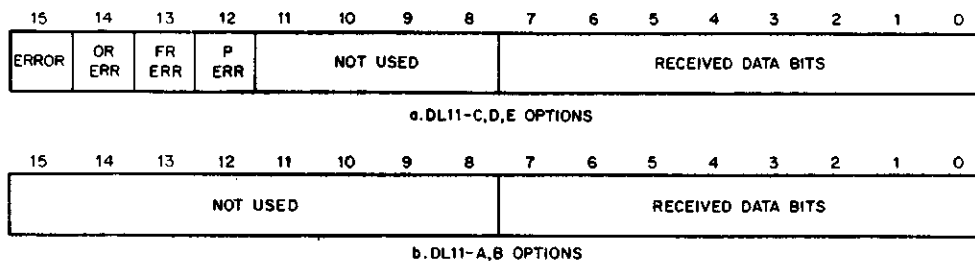 15 14 13 12 11 10 9 8 7 6 5 4 3 2 1 0
ERROR OR ERR FR ERR P ERR NOT USED RECEIVED DATA BITS
a. DL11-C,D,E OPTIONS
15 14 13 12 11 10 9 8 7 6 5 4 3 2 1 0
NOT USED RECEIVED DATA BITS
b. DL11-A,B OPTIONS